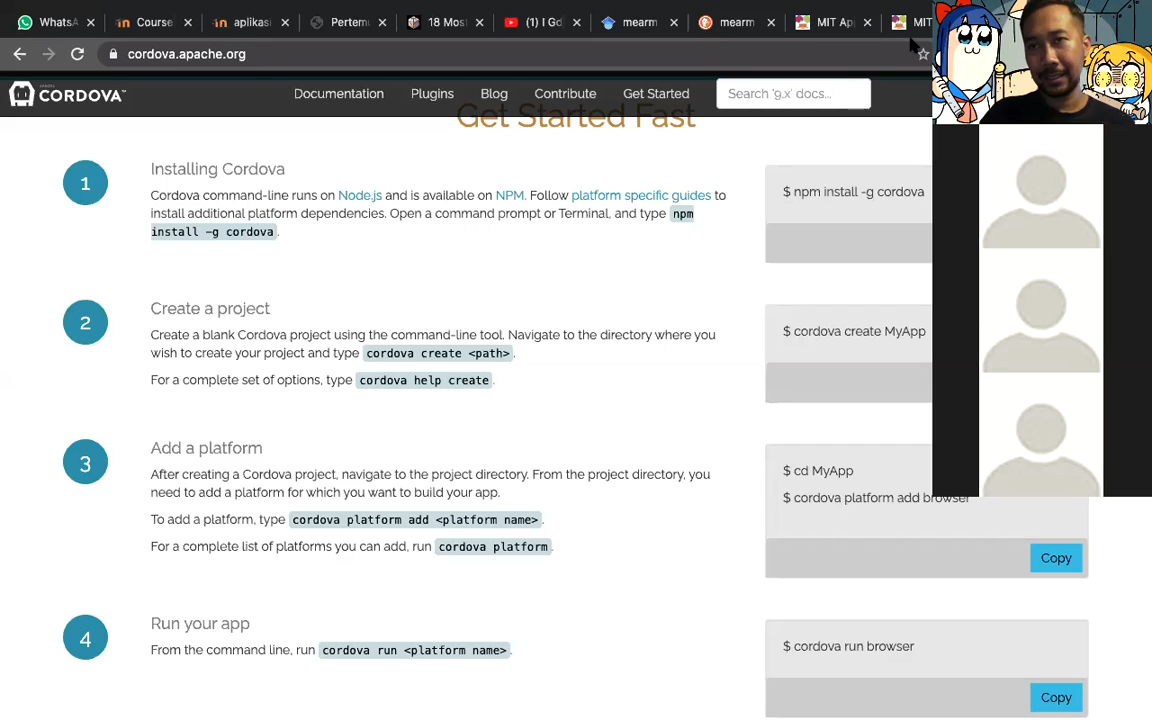 WhatsA
Course
aplikasi
Pertem
18 Most
(1) I Gd
mearm
mearm
MIT Ap
MIT
cordova.apache.org
APACHE
CORDOVA™
Documentation
Plugins
Blog
Contribute
Get Started
Search '9.x' docs...
Get Started Fast
1
Installing Cordova
Cordova command-line runs on Node.js and is available on NPM. Follow platform specific guides to
install additional platform dependencies. Open a command prompt or Terminal, and type npm
install -g cordova.
$ npm install -g cordova
2
Create a project
Create a blank Cordova project using the command-line tool. Navigate to the directory where you
wish to create your project and type cordova create <path>.
For a complete set of options, type cordova help create.
$ cordova create MyApp
3
Add a platform
After creating a Cordova project, navigate to the project directory. From the project directory, you
need to add a platform for which you want to build your app.
To add a platform, type cordova platform add <platform name>.
For a complete list of platforms you can add, run cordova platform.
$ cd MyApp
$ cordova platform add browser
Copy
4
Run your app
From the command line, run cordova run <platform name>.
$ cordova run browser
Copy